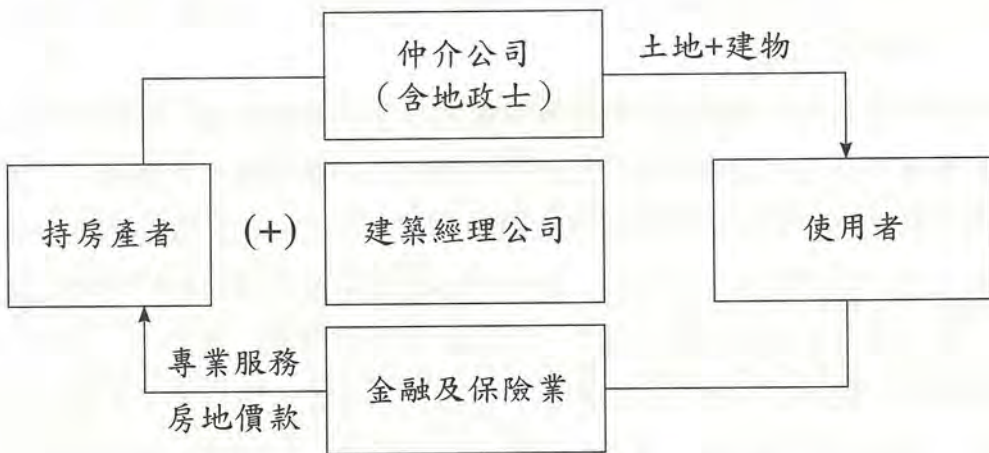 仲介公司
（含地政士）
土地+建物
持房產者
(+)
建築經理公司
使用者
專業服務
房地價款
金融及保險業